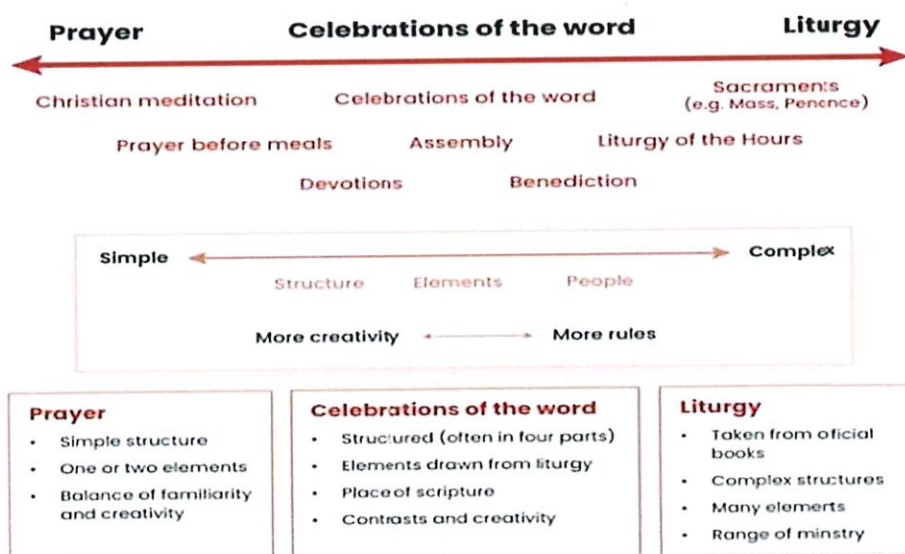 Prayer Celebrations of the word Liturgy
Christian meditation Celebrations of the word Sacraments
(e.g. Mass, Penence)
Prayer before meals Assembly Liturgy of the Hours
Devotions Benediction
Simple Complex
Structure Elements People
More creativity More rules
Prayer
• Simple structure
• One or two elements
• Balance of familiarity
and creativity
Celebrations of the word
• Structured (often in four parts)
• Elements drawn from liturgy
• Place of scripture
• Contrasts and creativity
Liturgy
• Taken from oficial
books
• Complex structures
• Many elemerts
• Range of minstry